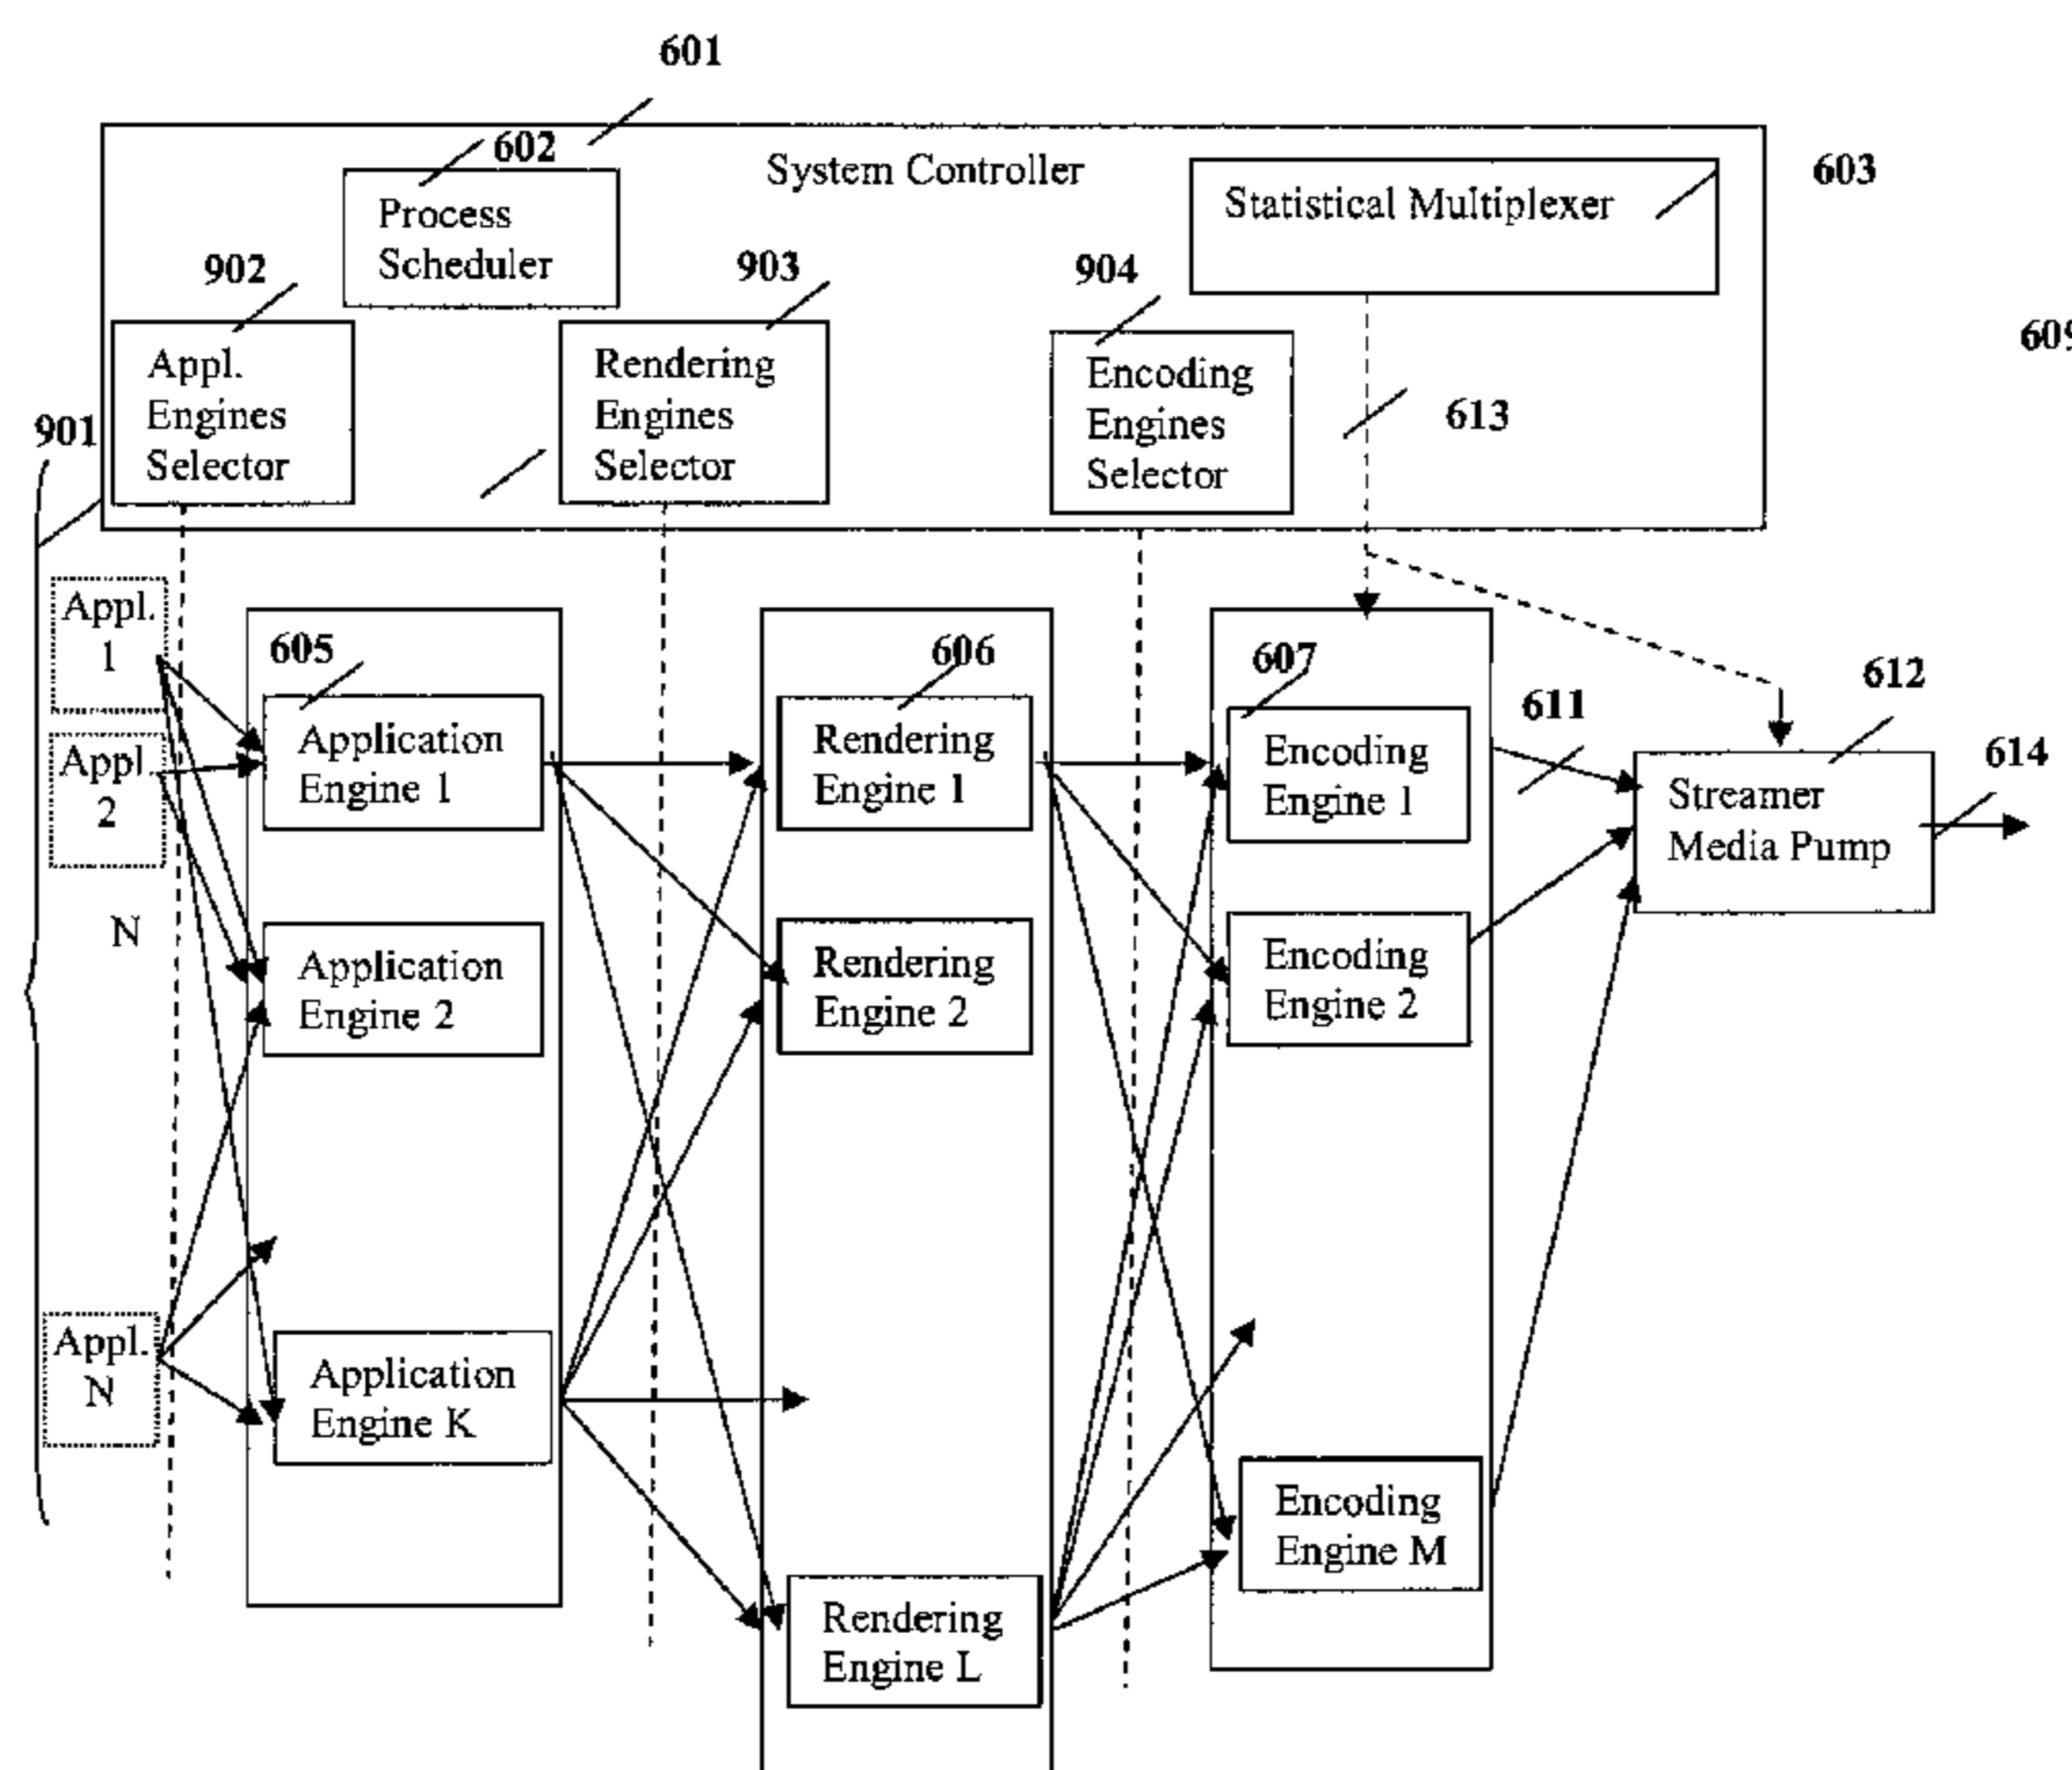 601
602
System Controller
603
Process
Scheduler
Statistical Multiplexer
902
903
904
609
Appl.
Engines
Selector
Rendering
Engines
Selector
Encoding
Engines
Selector
613
901
Appl.
1
605
606
607
612
611
614
Appl.
2
Application
Engine 1
Rendering
Engine 1
Encoding
Engine 1
Streamer
Media Pump
N
Application
Engine 2
Rendering
Engine 2
Encoding
Engine 2
Appl.
N
Application
Engine K
Encoding
Engine M
Rendering
Engine L